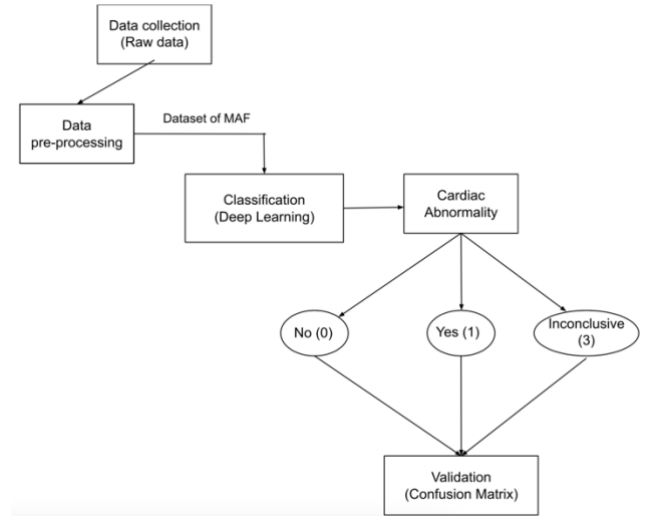 Data collection
(Raw data)
Data
pre-processing
Dataset of MAF
Classification
(Deep Learning)
Cardiac
Abnormality
No (0)
Yes (1)
Inconclusive
(3)
Validation
(Confusion Matrix)